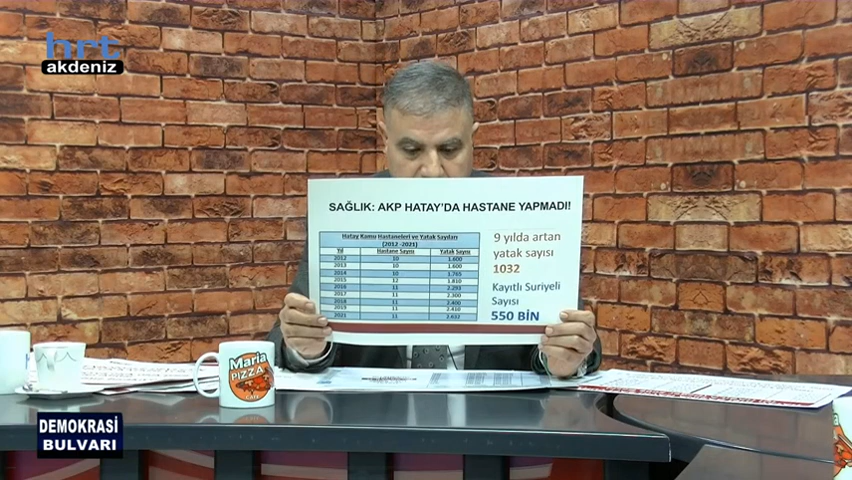 hrt
akdeniz
SAĞLIK: AKP HATAY'DA HASTANE YAPMADI!
Hatay Kamu Hastaneleri ve Yatak Sayıları
(2012 -2021)
Yıl Hastane Sayısı Yatak Sayısı
2012 10 1.600
2013 10 1.600
2014 10 1.765
2015 12 1.810
2016 11 2.293
2017 11 2.300
2018 11 2.400
2019 11 2.410
2021 11 2.632
9 yılda artan
yatak sayısı
1032
Kayıtlı Suriyeli
Sayısı
550 BİN
Maria
PIZZA
CAFE
DEMOKRASİ
BULVARI